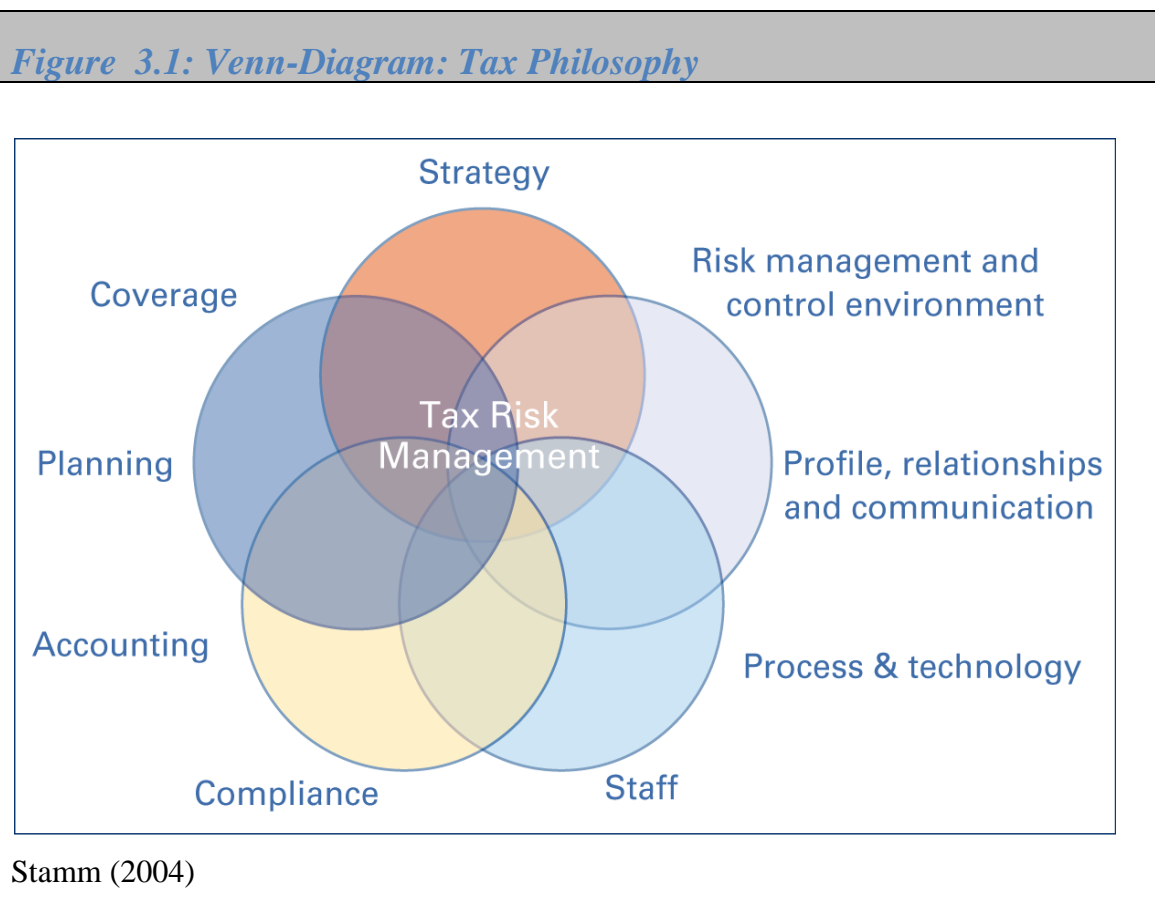 Figure 3.1: Venn-Diagram: Tax Philosophy
Strategy
Risk management and
control environment
Coverage
Tax Risk
Management
Planning
Profile, relationships
and communication
Accounting
Process & technology
Compliance
Staff
Stamm (2004)